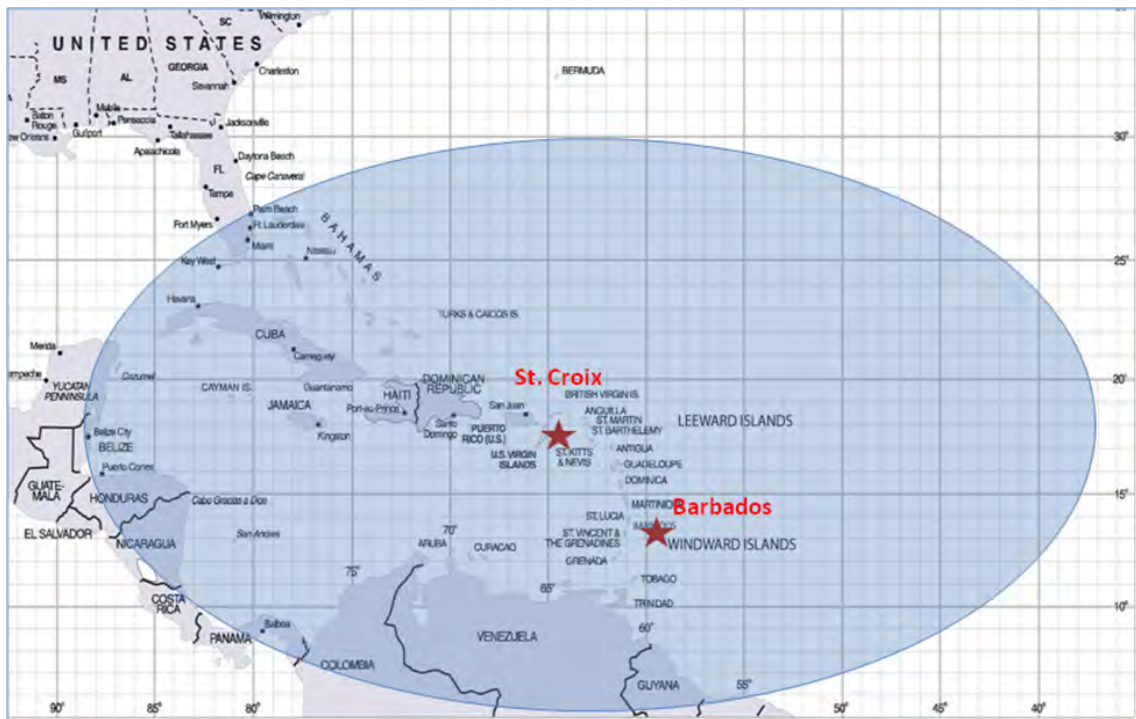 SC
Wilmington
UNITED STATES
GEORGIA
Charleston
MS
AL
Savannah
BERMUDA
Mobile
Baton
Rouge
Pensacola
Gulfport
Tallahassee
Jacksonville
30°
Apalachicola
Daytona Beach
FL
Cape Canaveral
Tampa
Palm Beach
Fort Myers
Ft. Lauderdale
BAHAMAS
Miami
Nassau
Key West
25°
Havana
TURKS & CAICOS IS.
CUBA
Merida
Camaguey
Cozumel
St. Croix
20°
YUCATAN
PENNINSULA
CAYMAN IS.
Guantanamo
HAITI
DOMINICAN
REPUBLIC
BRITISH VIRGIN IS.
JAMAICA
Port-au-Prince
San Juan
ANGUILLA
ST. MARTIN
ST. BARTHELEMY
LEEWARD ISLANDS
Kingston
Santo
Domingo
PUERTO
RICO (U.S.)
Belize City
BELIZE
U.S. VIRGIN
ISLANDS
ST. KITTS
& NEVIS
ANTIGUA
Puerto Cortes
GUADELOUPE
DOMINICA
GUATE-
MALA
HONDURAS
Cabo Gracias a Dios
15°
MARTINIQUE
Barbados
ST. LUCIA
BARBADOS
EL SALVADOR
San Andres
NICARAGUA
70°
ARUBA
CURACAO
ST. VINCENT &
THE GRENADINES
WINDWARD ISLANDS
GRENADA
75°
65°
TOBAGO
COSTA
RICA
TRINIDAD
10°
60°
Balboa
PANAMA
VENEZUELA
COLOMBIA
GUYANA
55°
90°
85°
80°
50°
45°
40°